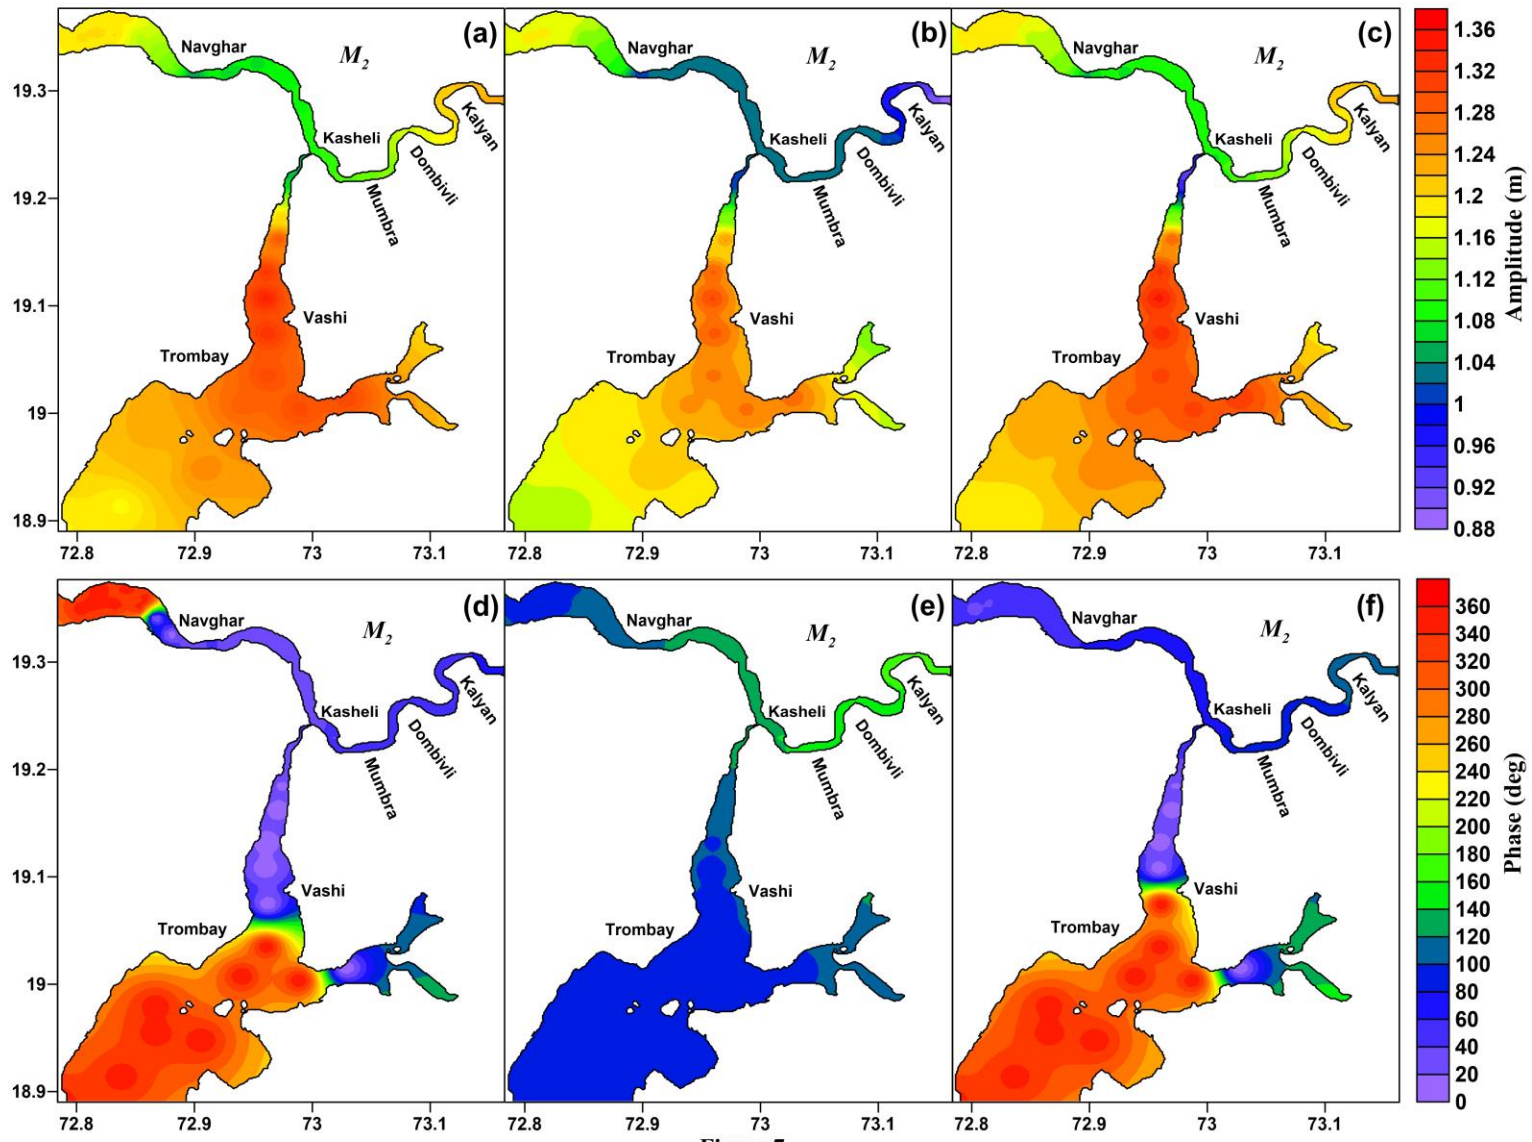 (a)
M2
Navghar
Kasheli
Kalyan
Dombivli
Mumbra
Vashi
Trombay
19.3
19.2
19.1
19
18.9
72.8
72.9
73
73.1
(b)
M2
Navghar
Kasheli
Kalyan
Dombivli
Mumbra
Vashi
Trombay
72.8
72.9
73
73.1
(c)
M2
Navghar
Kasheli
Kalyan
Dombivli
Mumbra
Vashi
Trombay
72.8
72.9
73
73.1
1.36
1.32
1.28
1.24
1.2
1.16
1.12
1.08
1.04
1
0.96
0.92
0.88
Amplitude (m)
(d)
M2
Navghar
Kasheli
Kalyan
Dombivli
Mumbra
Vashi
Trombay
19.3
19.2
19.1
19
18.9
72.8
72.9
73
73.1
(e)
M2
Navghar
Kasheli
Kalyan
Dombivli
Mumbra
Vashi
Trombay
72.8
72.9
73
73.1
(f)
M2
Navghar
Kasheli
Kalyan
Dombivli
Mumbra
Vashi
Trombay
72.8
72.9
73
73.1
360
340
320
300
280
260
240
220
200
180
160
140
120
100
80
60
40
20
0
Phase (deg)